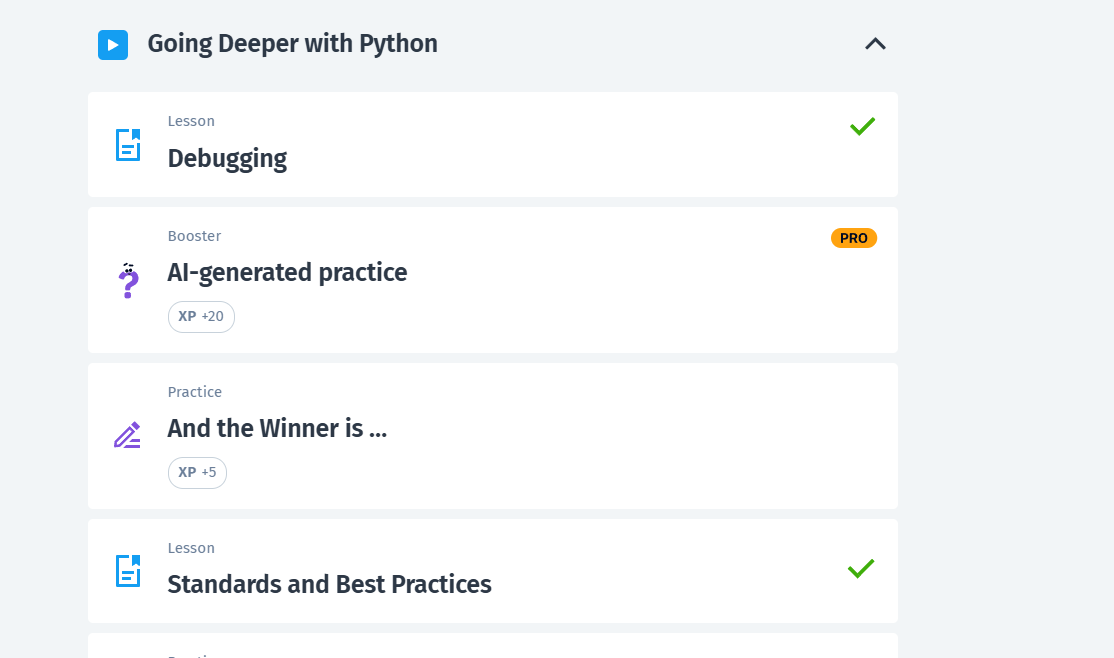 Going Deeper with Python
Lesson
Debugging
Booster
PRO
AI-generated practice
XP +20
Practice
And the Winner is ...
XP +5
Lesson
Standards and Best Practices